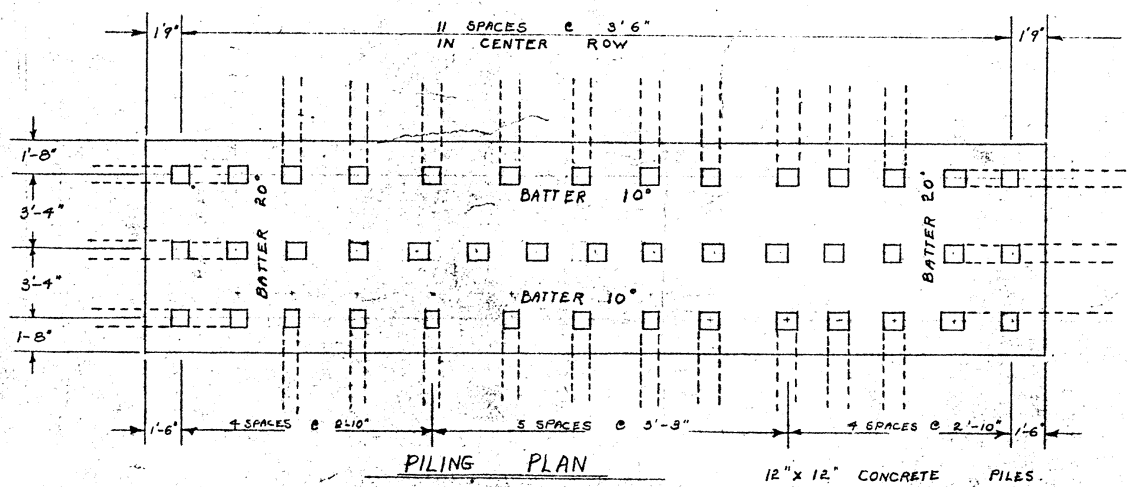 1'9"
11 SPACES @ 3'6"
IN CENTER ROW
1'9"
1'-8"
3'-4"
3'-4"
1-8"
BATTER 20°
BATTER 10°
BATTER 20°
BATTER 10°
1'-6"
4 SPACES @ 2'-10"
5 SPACES @ 3'-3"
4 SPACES @ 2'-10"
1'-6"
PILING PLAN
12" X 12" CONCRETE PILES.